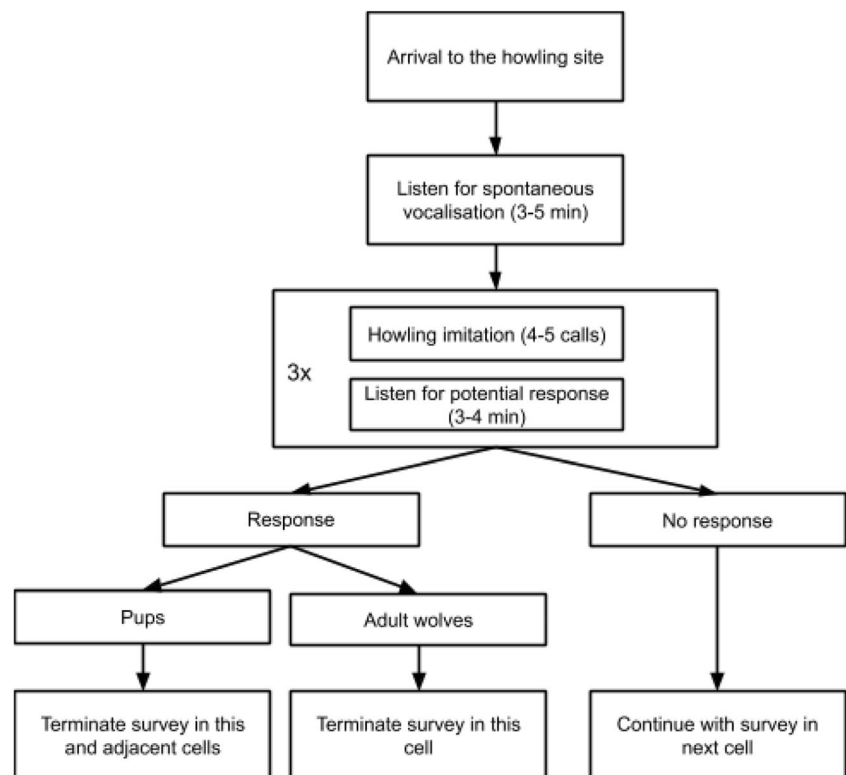 Arrival to the howling site
Listen for spontaneous
vocalisation (3-5 min)
3x
Howling imitation (4-5 calls)
Listen for potential response
(3-4 min)
Response
No response
Pups
Adult wolves
Terminate survey in this
and adjacent cells
Terminate survey in this
cell
Continue with survey in
next cell